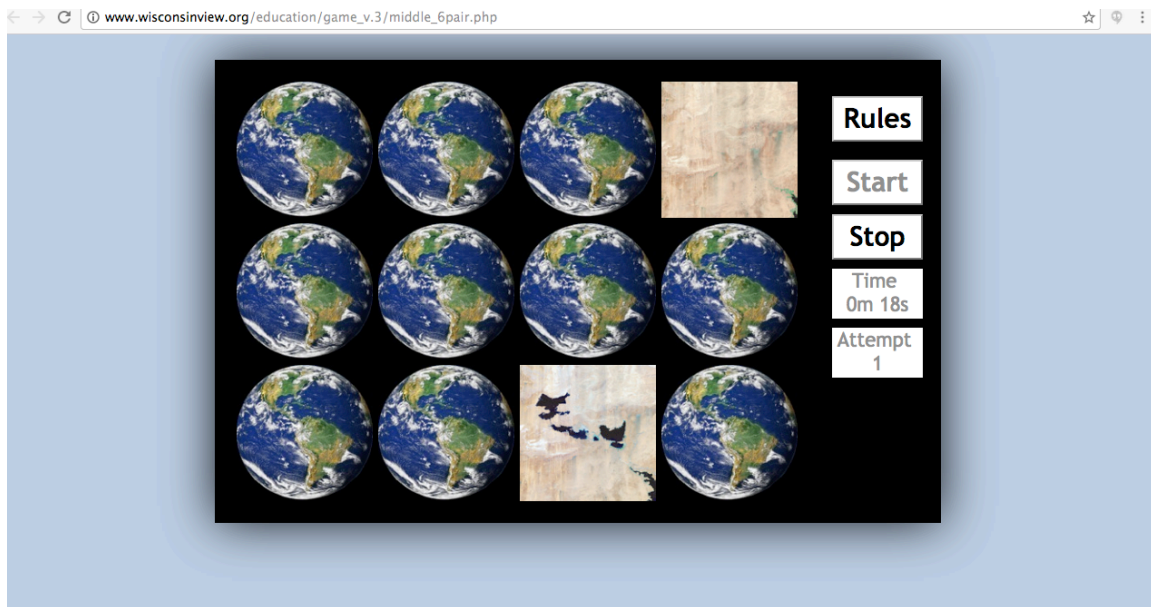 www.wisconsinview.org/education/game_v.3/middle_6pair.php
Rules
Start
Stop
Time
0m 18s
Attempt
1